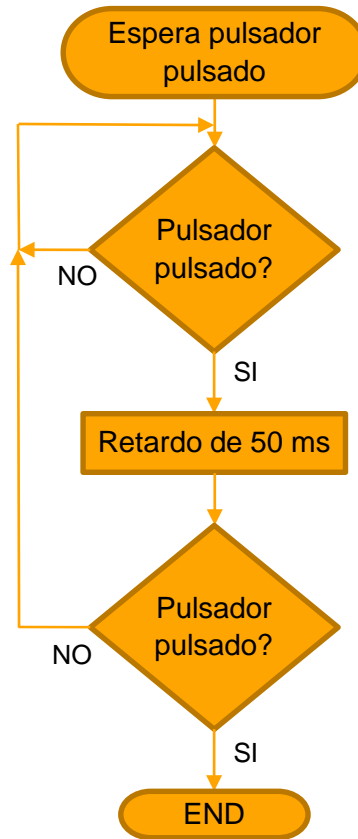 Espera pulsador
pulsado
Pulsador
pulsado?
NO
SI
Retardo de 50 ms
Pulsador
pulsado?
NO
SI
END